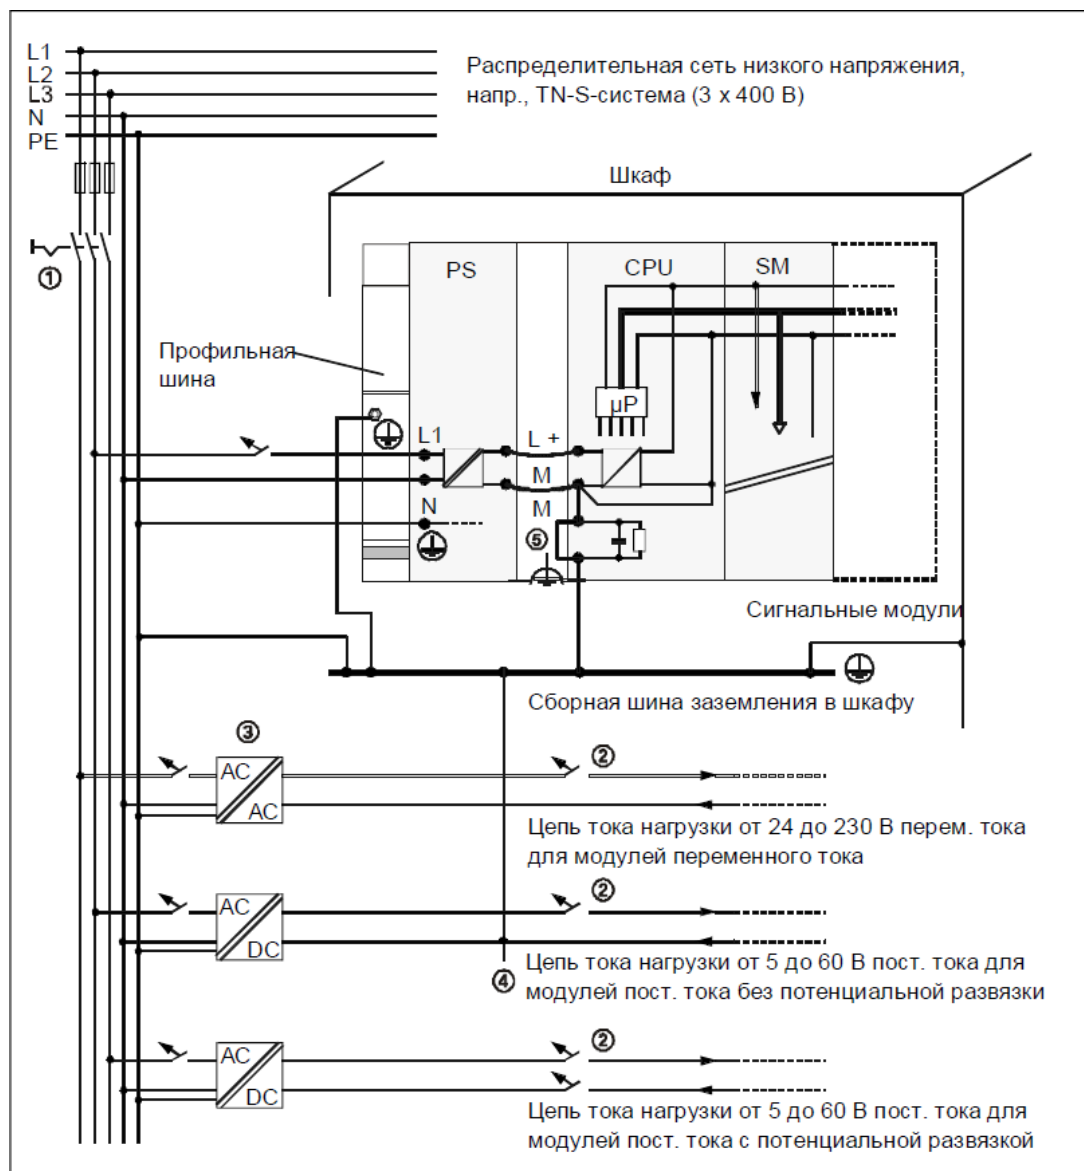 L1
L2
L3
N
PE
Распределительная сеть низкого напряжения,
напр., TN-S-система (3 x 400 В)
Шкаф
①
PS
CPU
SM
Профильная
шина
µP
L1
L +
M
N
M
⑤
Сигнальные модули
Сборная шина заземления в шкафу
③
②
AC
AC
Цепь тока нагрузки от 24 до 230 В перем. тока
для модулей переменного тока
②
AC
DC
④
Цепь тока нагрузки от 5 до 60 В пост. тока для
модулей пост. тока без потенциальной развязки
②
AC
DC
Цепь тока нагрузки от 5 до 60 В пост. тока для
модулей пост. тока с потенциальной развязкой